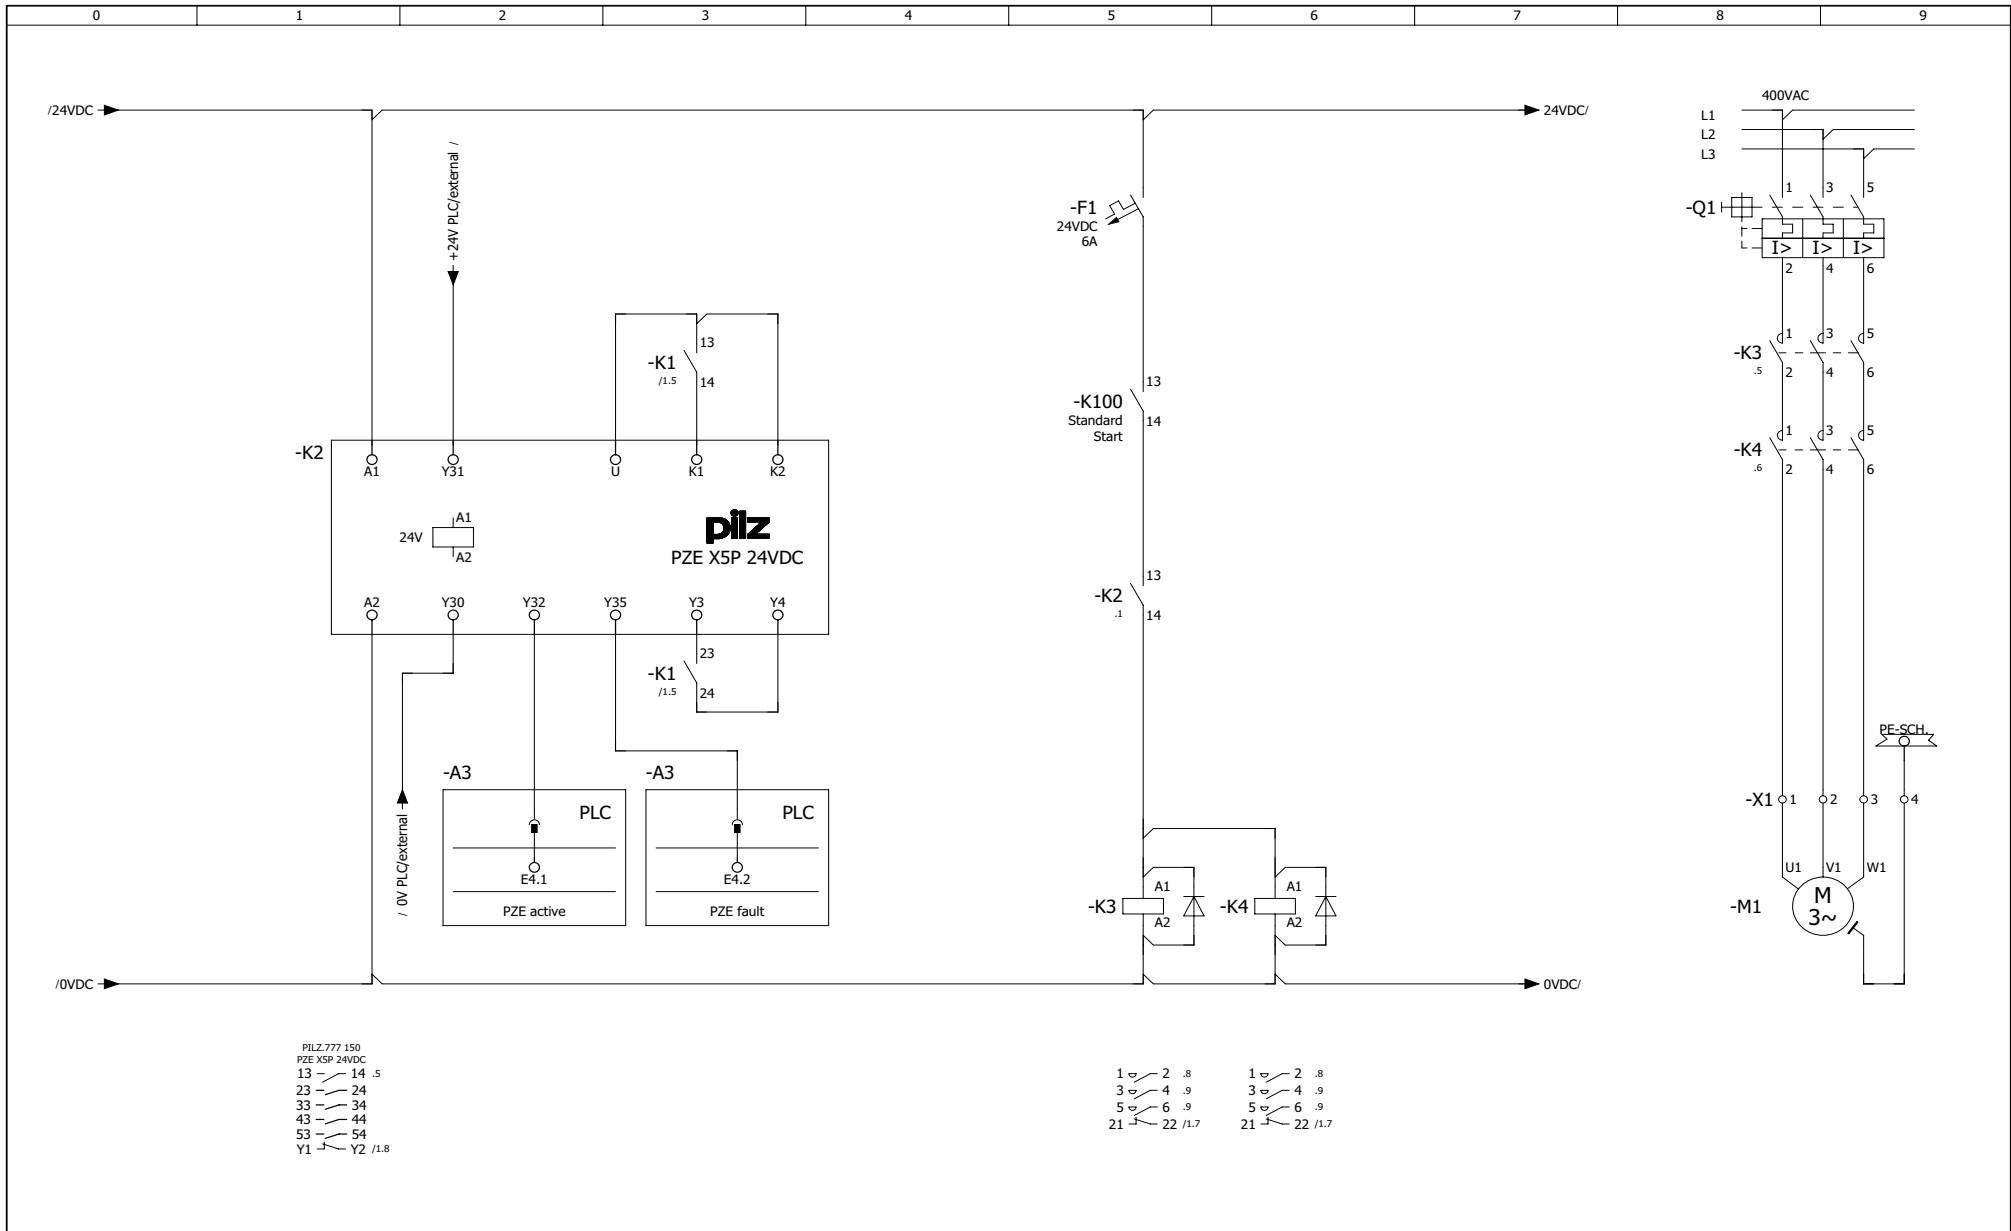 0 1 2 3 4 5 6 7 8 9
/24VDC
24VDC/
400VAC
L1
L2
L3
+24V PLC/external /
-F1
24VDC
6A
-Q1
1 3 5
I> I> I>
2 4 6
-K1
/1.5
13
14
-K3
.5
1 3 5
2 4 6
-K100
Standard
Start
13
14
-K4
.6
1 3 5
2 4 6
-K2
A1 Y31 U K1 K2
24V
A1
A2
pilz
PZE X5P 24VDC
A2 Y30 Y32 Y35 Y3 Y4
-K2
.1
13
14
-K1
/1.5
23
24
PE-SCH.
/ 0V PLC/external
-A3
PLC
E4.1
PZE active
-A3
PLC
E4.2
PZE fault
-X1 1 2 3 4
-K3
A1
A2
-K4
A1
A2
U1 V1 W1
-M1
M
3~
/0VDC
0VDC/
PILZ.777 150
PZE X5P 24VDC
13 14 .5
23 24
33 34
43 44
53 54
Y1 Y2 /1.8
1 2 .8
3 4 .9
5 6 .9
21 22 /1.7
1 2 .8
3 4 .9
5 6 .9
21 22 /1.7